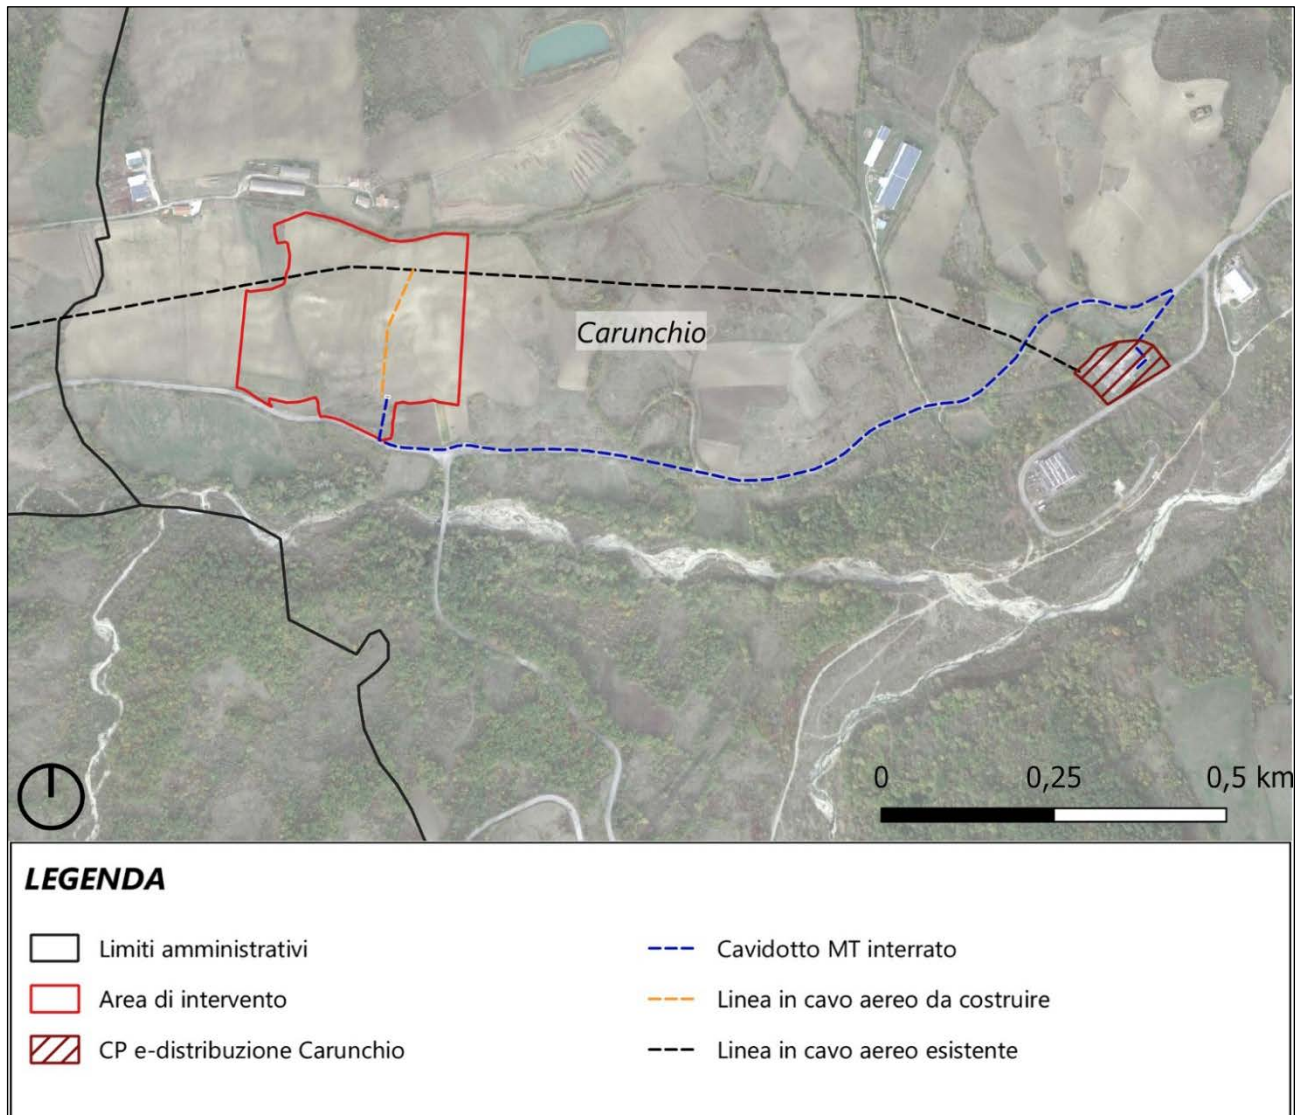 Carunchio
0 0,25 0,5 km
LEGENDA
Limiti amministrativi
Area di intervento
CP e-distribuzione Carunchio
Cavidotto MT interrato
Linea in cavo aereo da costruire
Linea in cavo aereo esistente